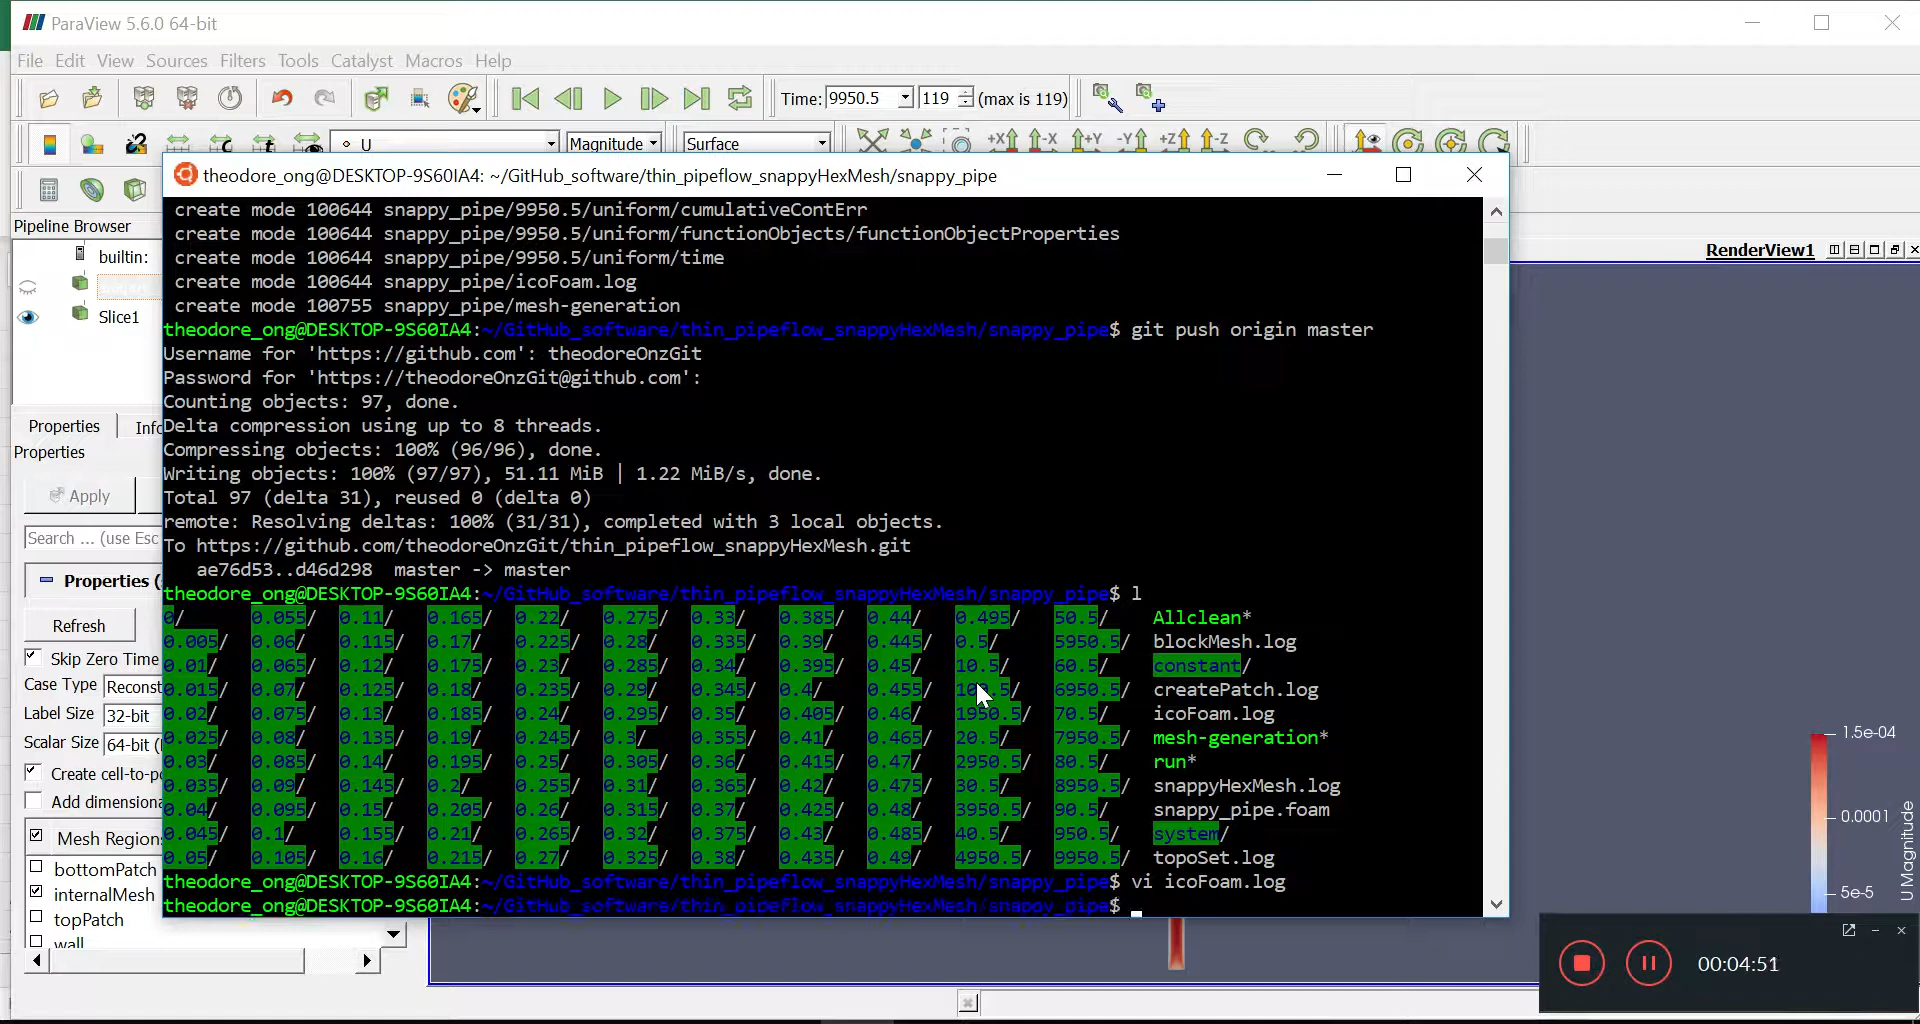 ParaView 5.6.0 64-bit
File Edit View Sources Filters Tools Catalyst Macros Help
Time: 9950.5 119 (max is 119)
U Magnitude Surface +X -X +Y -Y +Z -Z
theodore_ong@DESKTOP-9S60IA4: ~/GitHub_software/thin_pipeflow_snappyHexMesh/snappy_pipe
Pipeline Browser
builtin:
Slice1
Properties
Properties
Apply
Search ... (use Esc
Properties (
Refresh
Skip Zero Time
Case Type Reconst
Label Size 32-bit
Scalar Size 64-bit (
Create cell-to-po
Add dimensiona
Mesh Region
bottomPatch
internalMesh
topPatch
wall
create mode 100644 snappy_pipe/9950.5/uniform/cumulativeContErr
create mode 100644 snappy_pipe/9950.5/uniform/functionObjects/functionObjectProperties
create mode 100644 snappy_pipe/9950.5/uniform/time
create mode 100644 snappy_pipe/icoFoam.log
create mode 100755 snappy_pipe/mesh-generation
theodore_ong@DESKTOP-9S60IA4:~/GitHub_software/thin_pipeflow_snappyHexMesh/snappy_pipe$ git push origin master
Username for 'https://github.com': theodoreOnzGit
Password for 'https://theodoreOnzGit@github.com':
Counting objects: 97, done.
Delta compression using up to 8 threads.
Compressing objects: 100% (96/96), done.
Writing objects: 100% (97/97), 51.11 MiB | 1.22 MiB/s, done.
Total 97 (delta 31), reused 0 (delta 0)
remote: Resolving deltas: 100% (31/31), completed with 3 local objects.
To https://github.com/theodoreOnzGit/thin_pipeflow_snappyHexMesh.git
ae76d53..d46d298 master -> master
theodore_ong@DESKTOP-9S60IA4:~/GitHub_software/thin_pipeflow_snappyHexMesh/snappy_pipe$ l
0/ 0.055/ 0.11/ 0.165/ 0.22/ 0.275/ 0.33/ 0.385/ 0.44/ 0.495/ 50.5/ Allclean*
0.005/ 0.06/ 0.115/ 0.17/ 0.225/ 0.28/ 0.335/ 0.39/ 0.445/ 0.5/ 5950.5/ blockMesh.log
0.01/ 0.065/ 0.12/ 0.175/ 0.23/ 0.285/ 0.34/ 0.395/ 0.45/ 10.5/ 60.5/ constant/
0.015/ 0.07/ 0.125/ 0.18/ 0.235/ 0.29/ 0.345/ 0.4/ 0.455/ 100.5/ 6950.5/ createPatch.log
0.02/ 0.075/ 0.13/ 0.185/ 0.24/ 0.295/ 0.35/ 0.405/ 0.46/ 1950.5/ 70.5/ icoFoam.log
0.025/ 0.08/ 0.135/ 0.19/ 0.245/ 0.3/ 0.355/ 0.41/ 0.465/ 20.5/ 7950.5/ mesh-generation*
0.03/ 0.085/ 0.14/ 0.195/ 0.25/ 0.305/ 0.36/ 0.415/ 0.47/ 2950.5/ 80.5/ run*
0.035/ 0.09/ 0.145/ 0.2/ 0.255/ 0.31/ 0.365/ 0.42/ 0.475/ 30.5/ 8950.5/ snappyHexMesh.log
0.04/ 0.095/ 0.15/ 0.205/ 0.26/ 0.315/ 0.37/ 0.425/ 0.48/ 3950.5/ 90.5/ snappy_pipe.foam
0.045/ 0.1/ 0.155/ 0.21/ 0.265/ 0.32/ 0.375/ 0.43/ 0.485/ 40.5/ 950.5/ system/
0.05/ 0.105/ 0.16/ 0.215/ 0.27/ 0.325/ 0.38/ 0.435/ 0.49/ 4950.5/ 9950.5/ topoSet.log
theodore_ong@DESKTOP-9S60IA4:~/GitHub_software/thin_pipeflow_snappyHexMesh/snappy_pipe$ vi icoFoam.log
theodore_ong@DESKTOP-9S60IA4:~/GitHub_software/thin_pipeflow_snappyHexMesh/snappy_pipe$
RenderView1
1.5e-04
0.0001
5e-5
U Magnitude
00:04:51